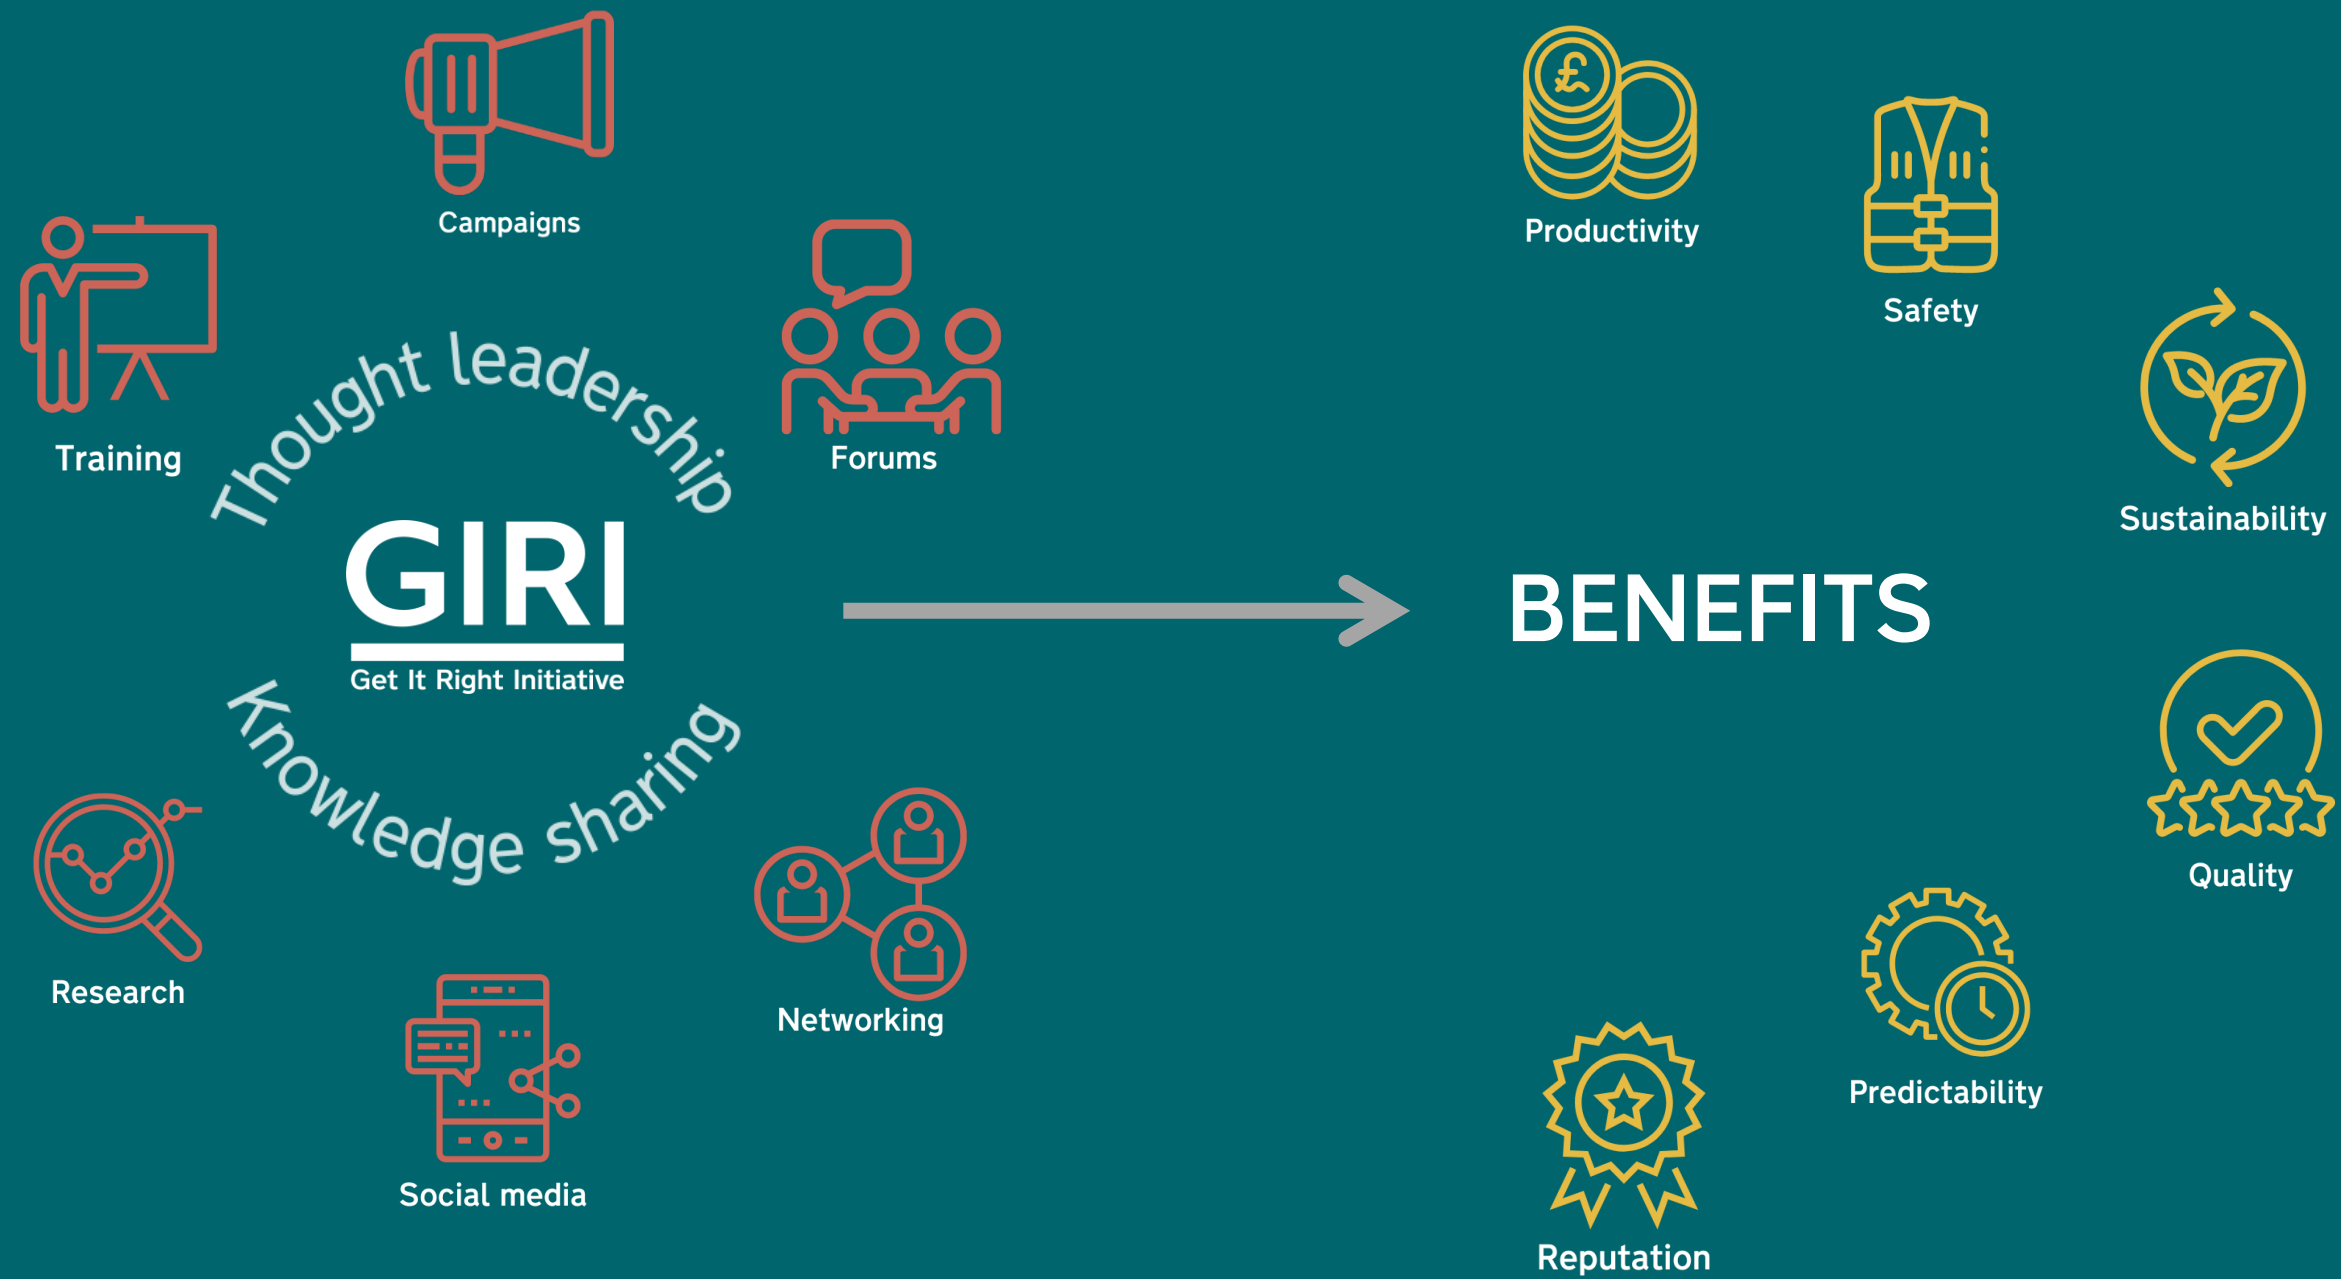 Campaigns
Training
Forums
Thought leadership
GIRI
Get It Right Initiative
Knowledge sharing
Research
Networking
Social media
BENEFITS
£
Productivity
Safety
Sustainability
Quality
Predictability
Reputation